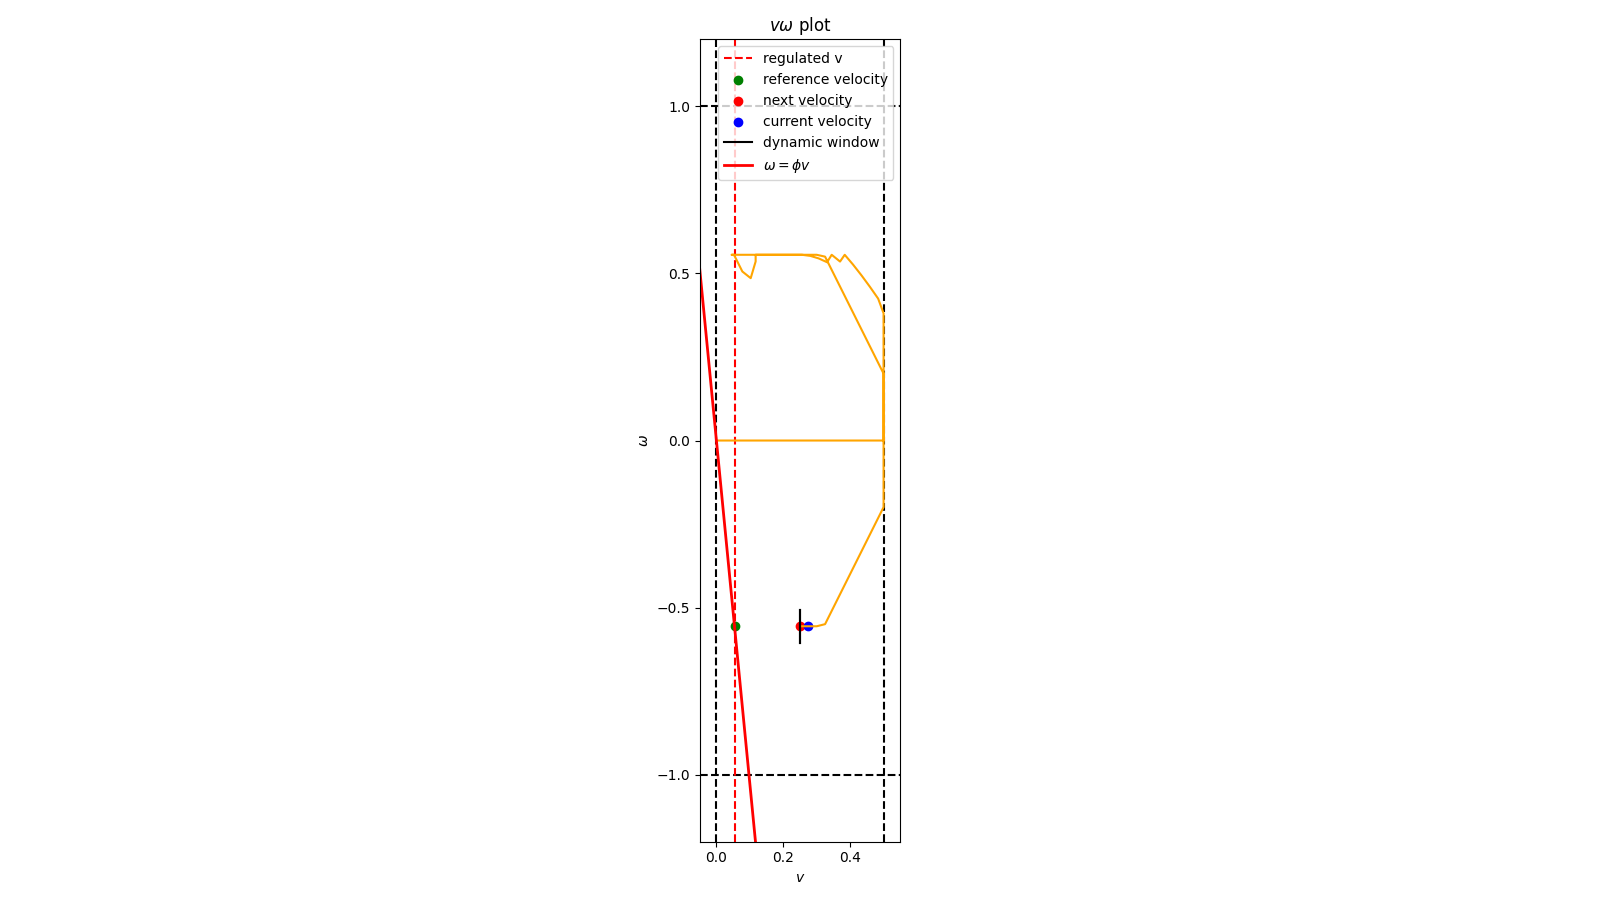 vω plot
regulated v
reference velocity
next velocity
current velocity
dynamic window
ω = ϕv
1.0
0.5
0.0
−0.5
−1.0
ω
0.0 0.2 0.4
v